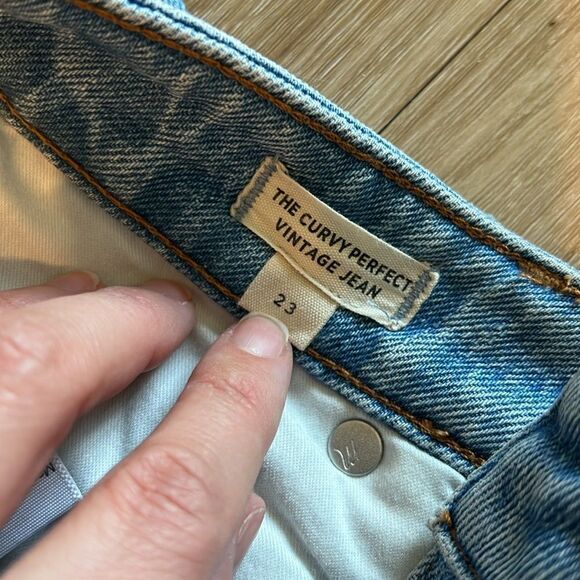 THE CURVY PERFECT
VINTAGE JEAN
23